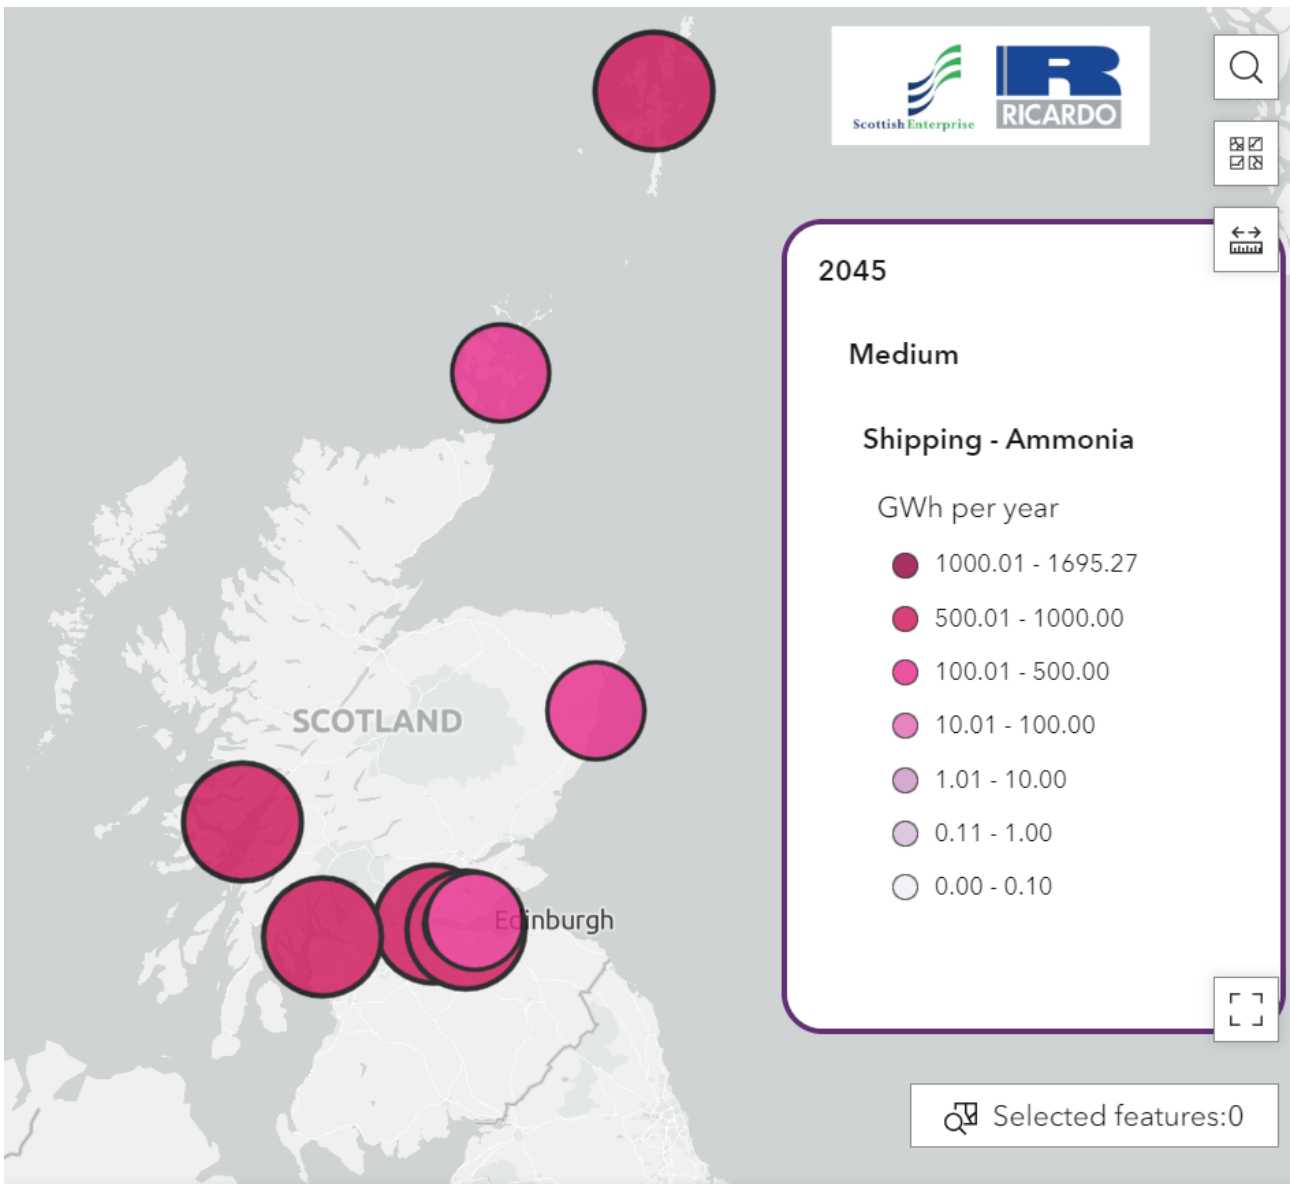 Scottish Enterprise
RICARDO
2045
Medium
Shipping - Ammonia
GWh per year
1000.01 - 1695.27
500.01 - 1000.00
100.01 - 500.00
10.01 - 100.00
1.01 - 10.00
0.11 - 1.00
0.00 - 0.10
SCOTLAND
Edinburgh
Selected features:0